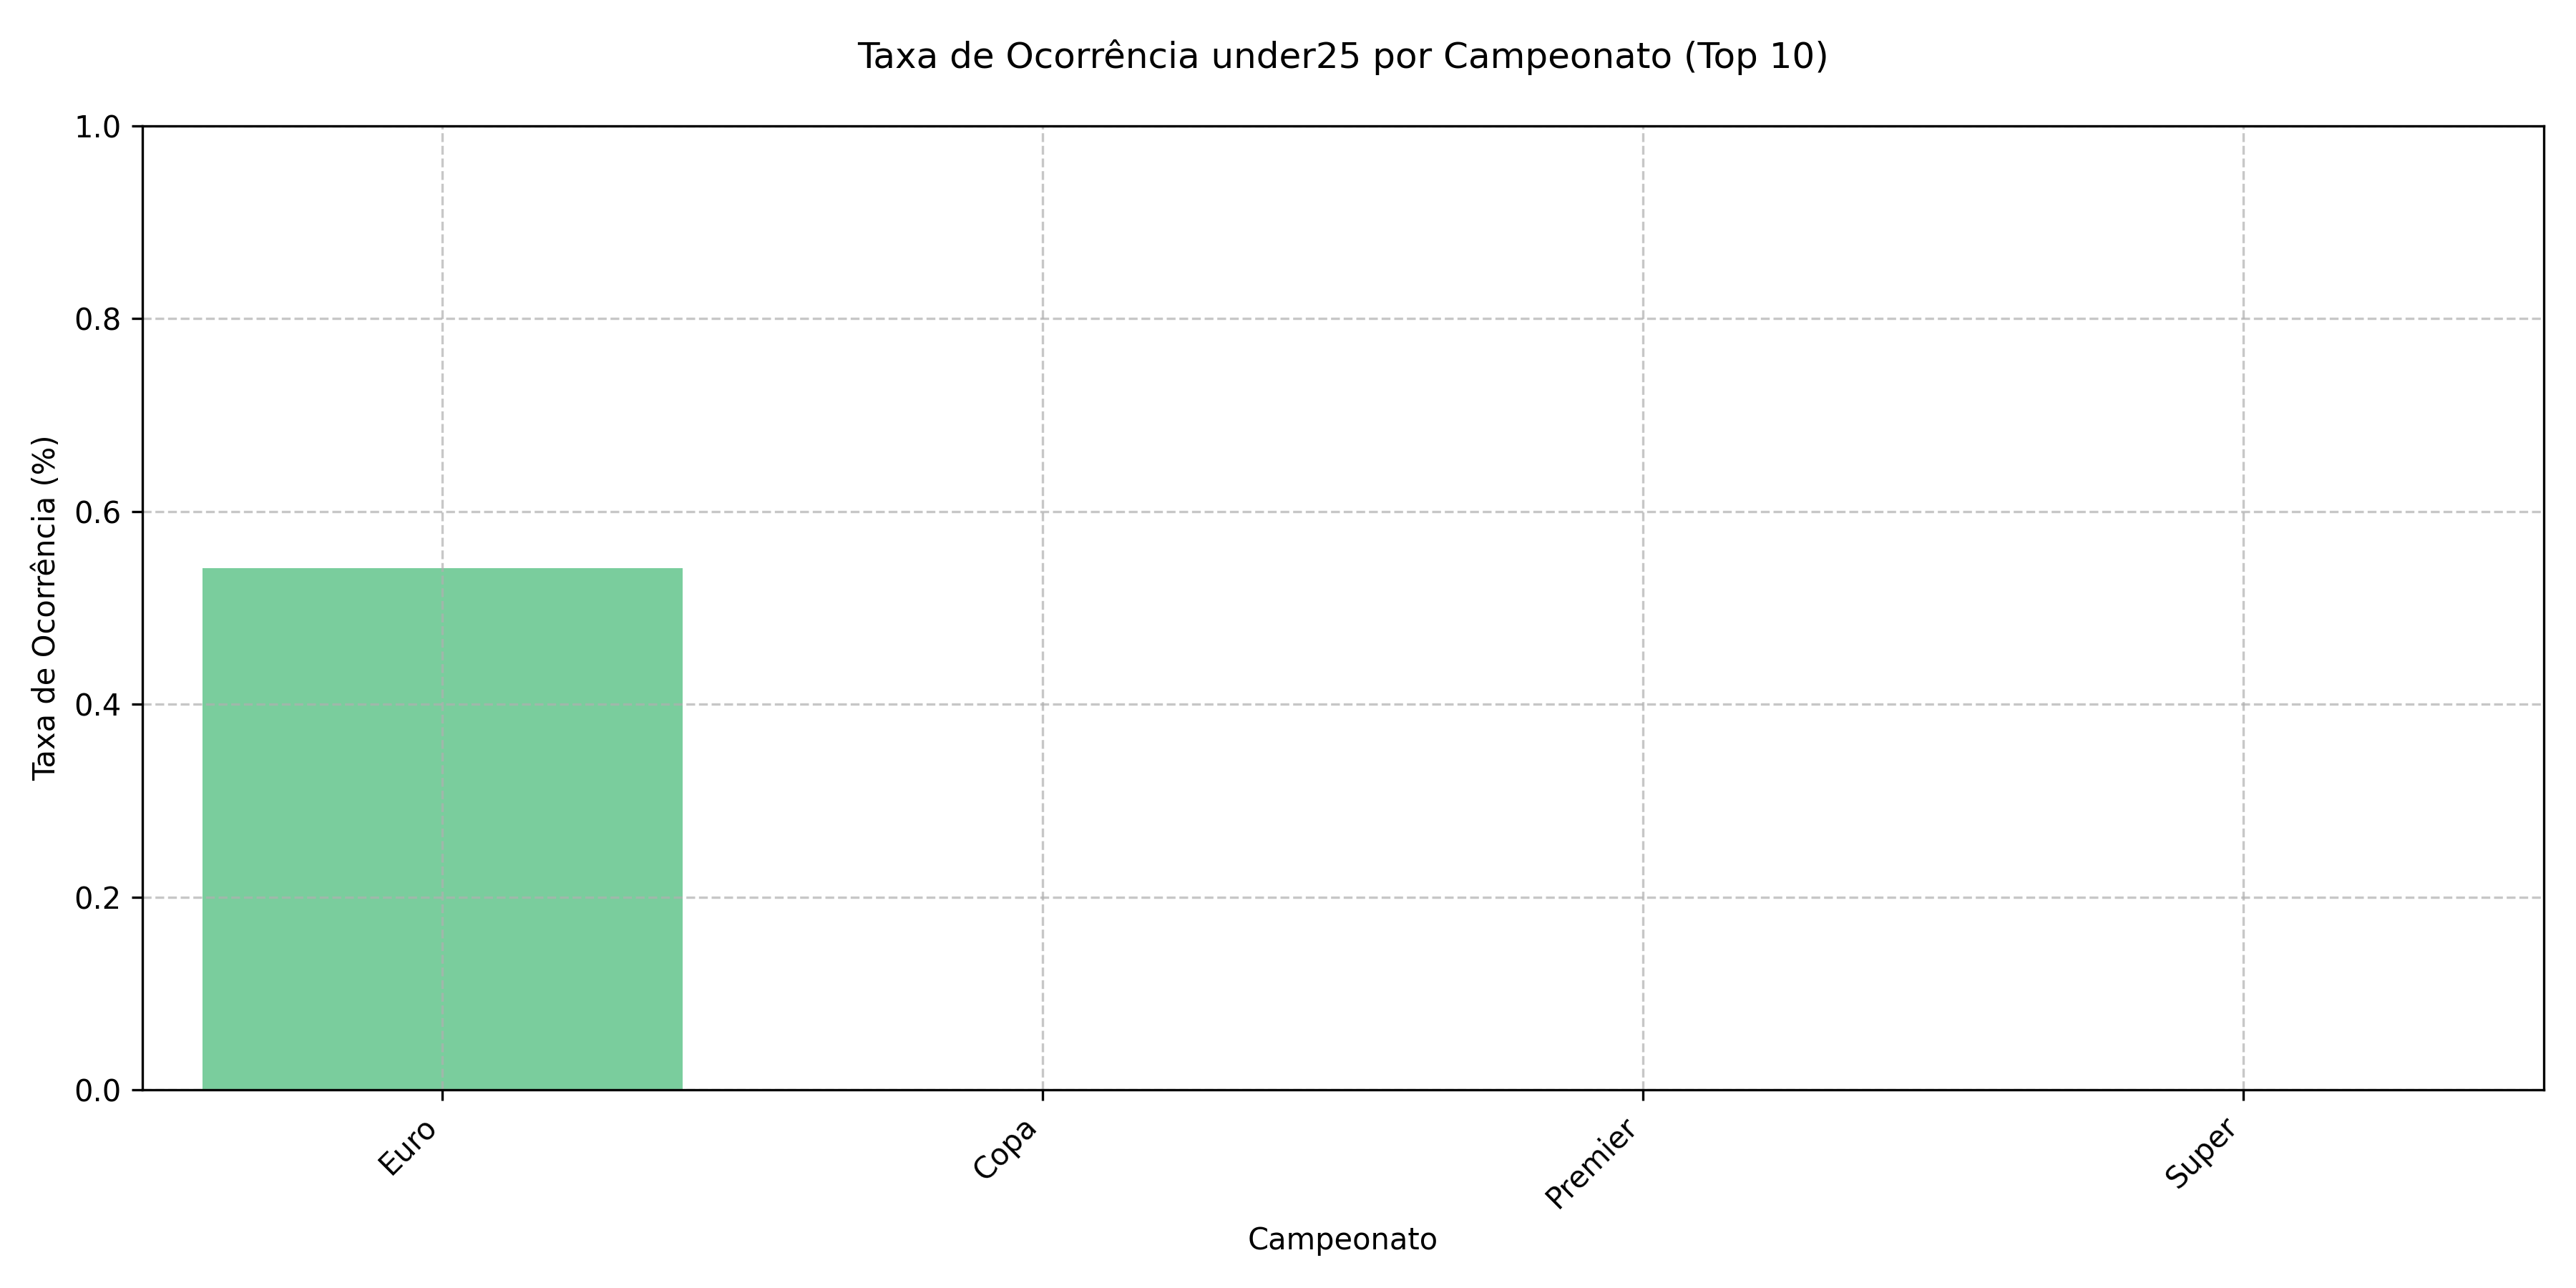 Taxa de Ocorrência under25 por Campeonato (Top 10)
Taxa de Ocorrência (%)
1.0
0.8
0.6
0.4
0.2
0.0
Euro
Copa
Premier
Super
Campeonato